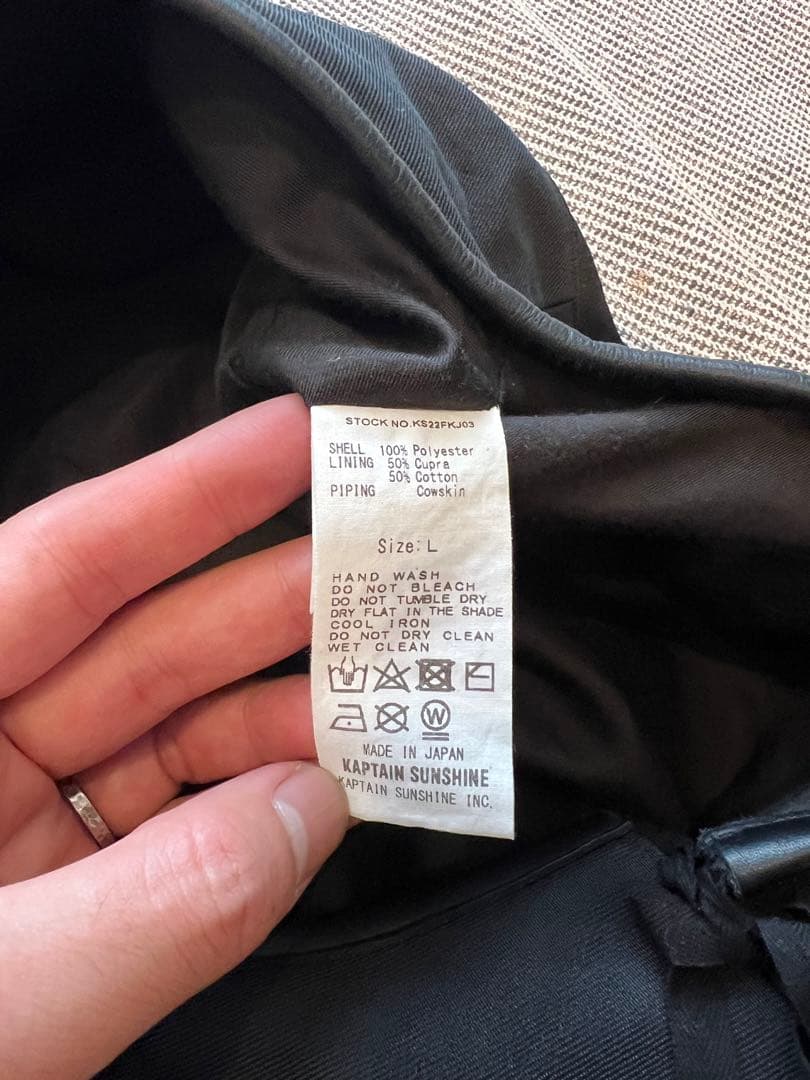 STOCK NO.KS22FKJ03
SHELL 100% Polyester
LINING 50% Cupra
50% Cotton
PIPING Cowskin
Size: L
HAND WASH
DO NOT BLEACH
DO NOT TUMBLE DRY
DRY FLAT IN THE SHADE
COOL IRON
DO NOT DRY CLEAN
WET CLEAN
W
MADE IN JAPAN
KAPTAIN SUNSHINE
KAPTAIN SUNSHINE INC.